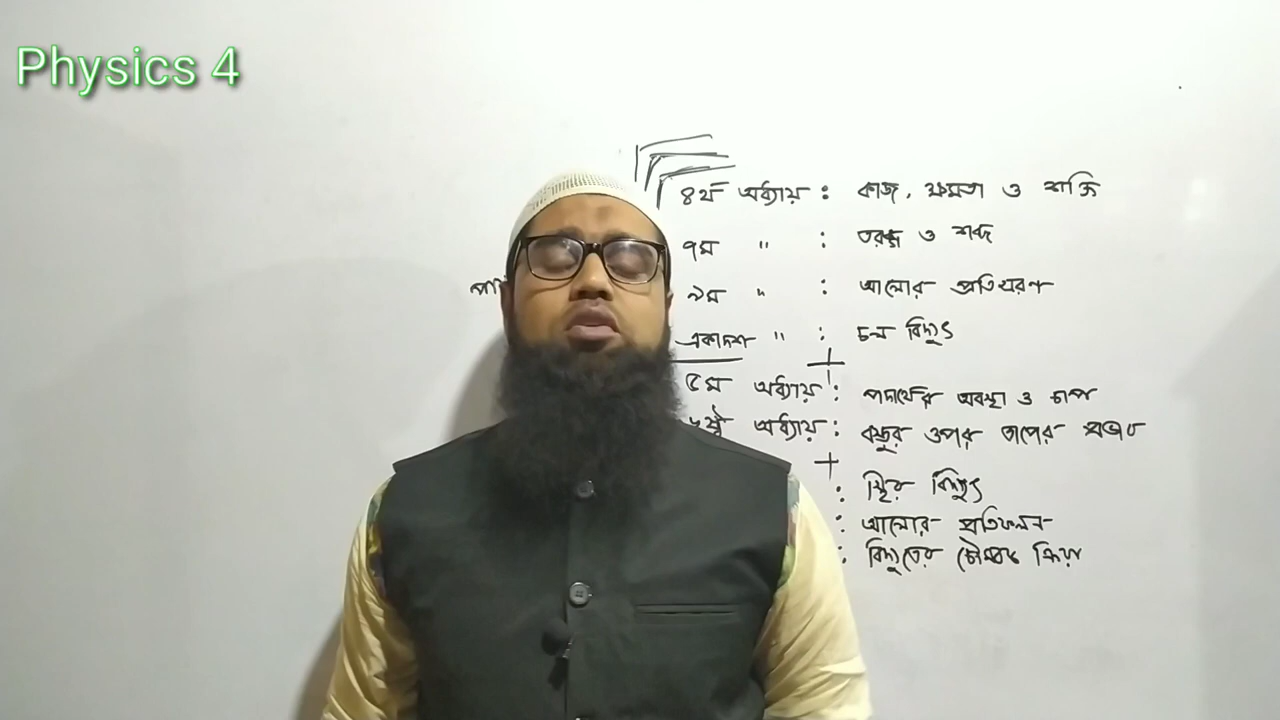 Physics 4
৪র্থ অধ্যায় : কাজ, ক্ষমতা ও শক্তি
৭ম " : তরঙ্গ ও শব্দ
পা
৯ম " : আলোর প্রতিসরণ
একাদশ " : চল বিদ্যুৎ
+
৫ম অধ্যায় : পদার্থের অবস্থা ও চাপ
৬ষ্ঠ অধ্যায় : বস্তুর ওপর তাপের প্রভাব
+
: স্থির বিদ্যুৎ
: আলোর প্রতিফলন
: বিদ্যুতের চৌম্বক ক্রিয়া